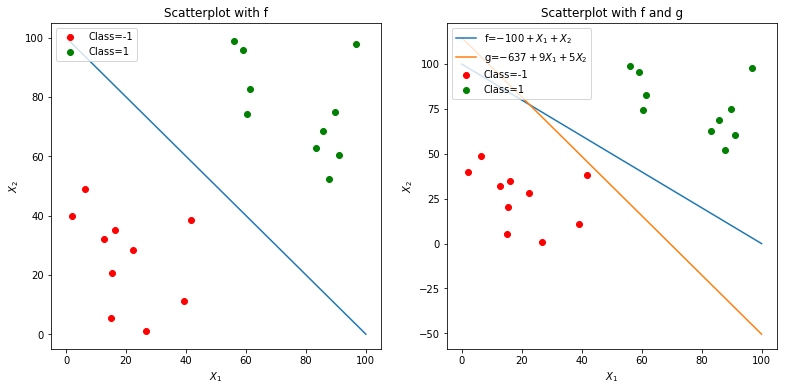 Scatterplot with f
Class=-1
Class=1
100
80
60
40
20
0
X₂
0
20
40
60
80
100
X₁
Scatterplot with f and g
f=−100 + X₁ + X₂
g=−637 + 9X₁ + 5X₂
Class=-1
Class=1
100
75
50
25
0
−25
−50
X₂
0
20
40
60
80
100
X₁